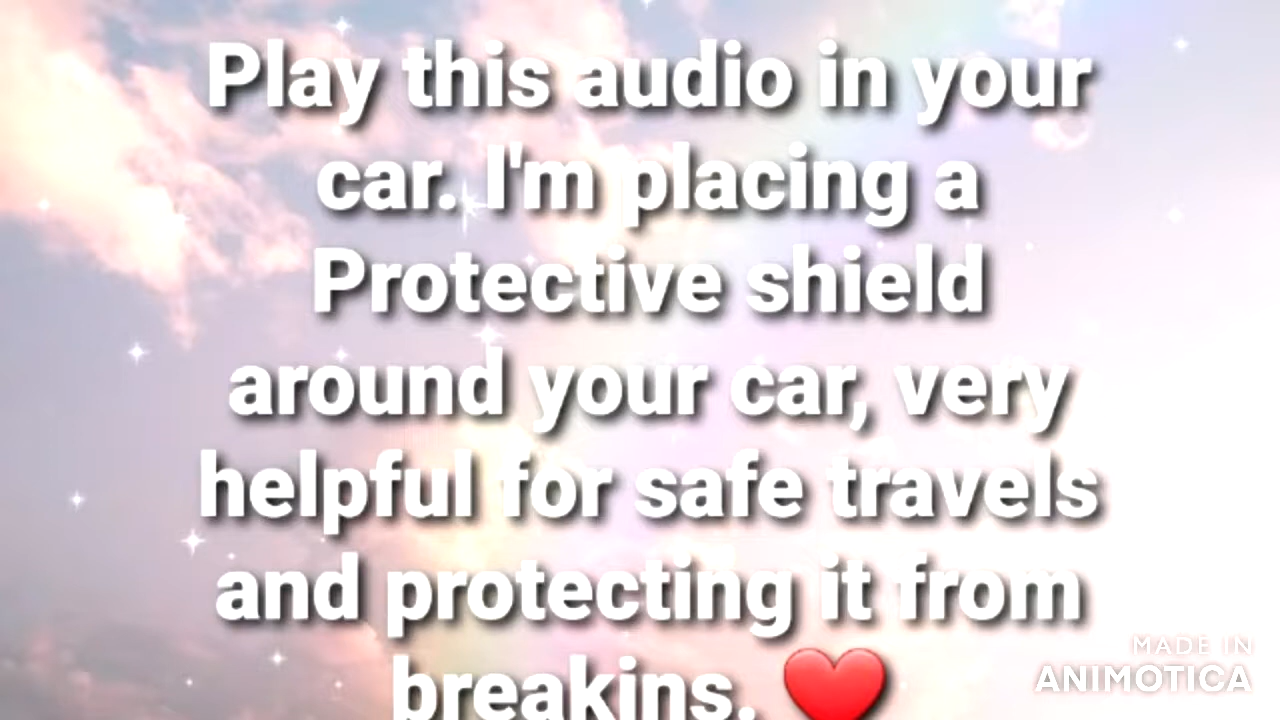 Play this audio in your
car. I'm placing a
Protective shield
around your car, very
helpful for safe travels
and protecting it from
breakins. ❤️
MADE IN
ANIMOTICA